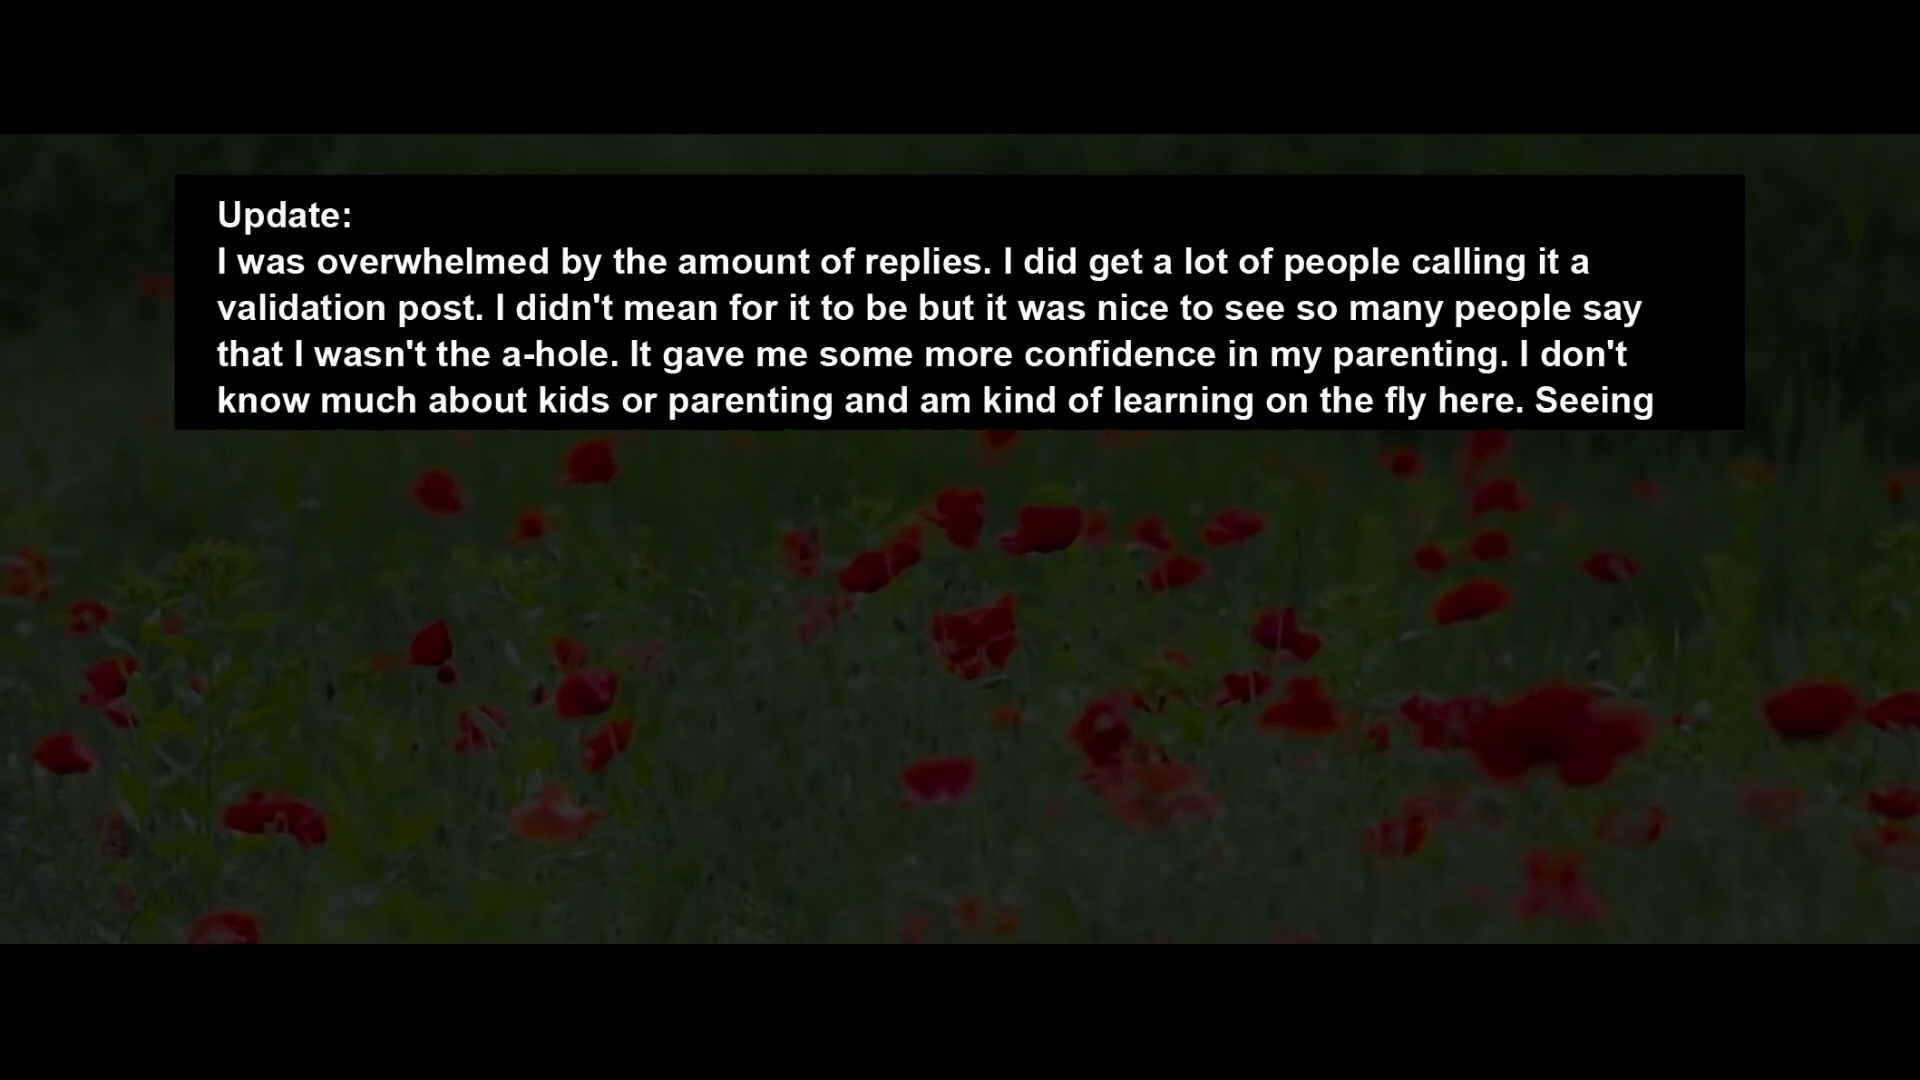 Update:
I was overwhelmed by the amount of replies. I did get a lot of people calling it a
validation post. I didn't mean for it to be but it was nice to see so many people say
that I wasn't the a-hole. It gave me some more confidence in my parenting. I don't
know much about kids or parenting and am kind of learning on the fly here. Seeing